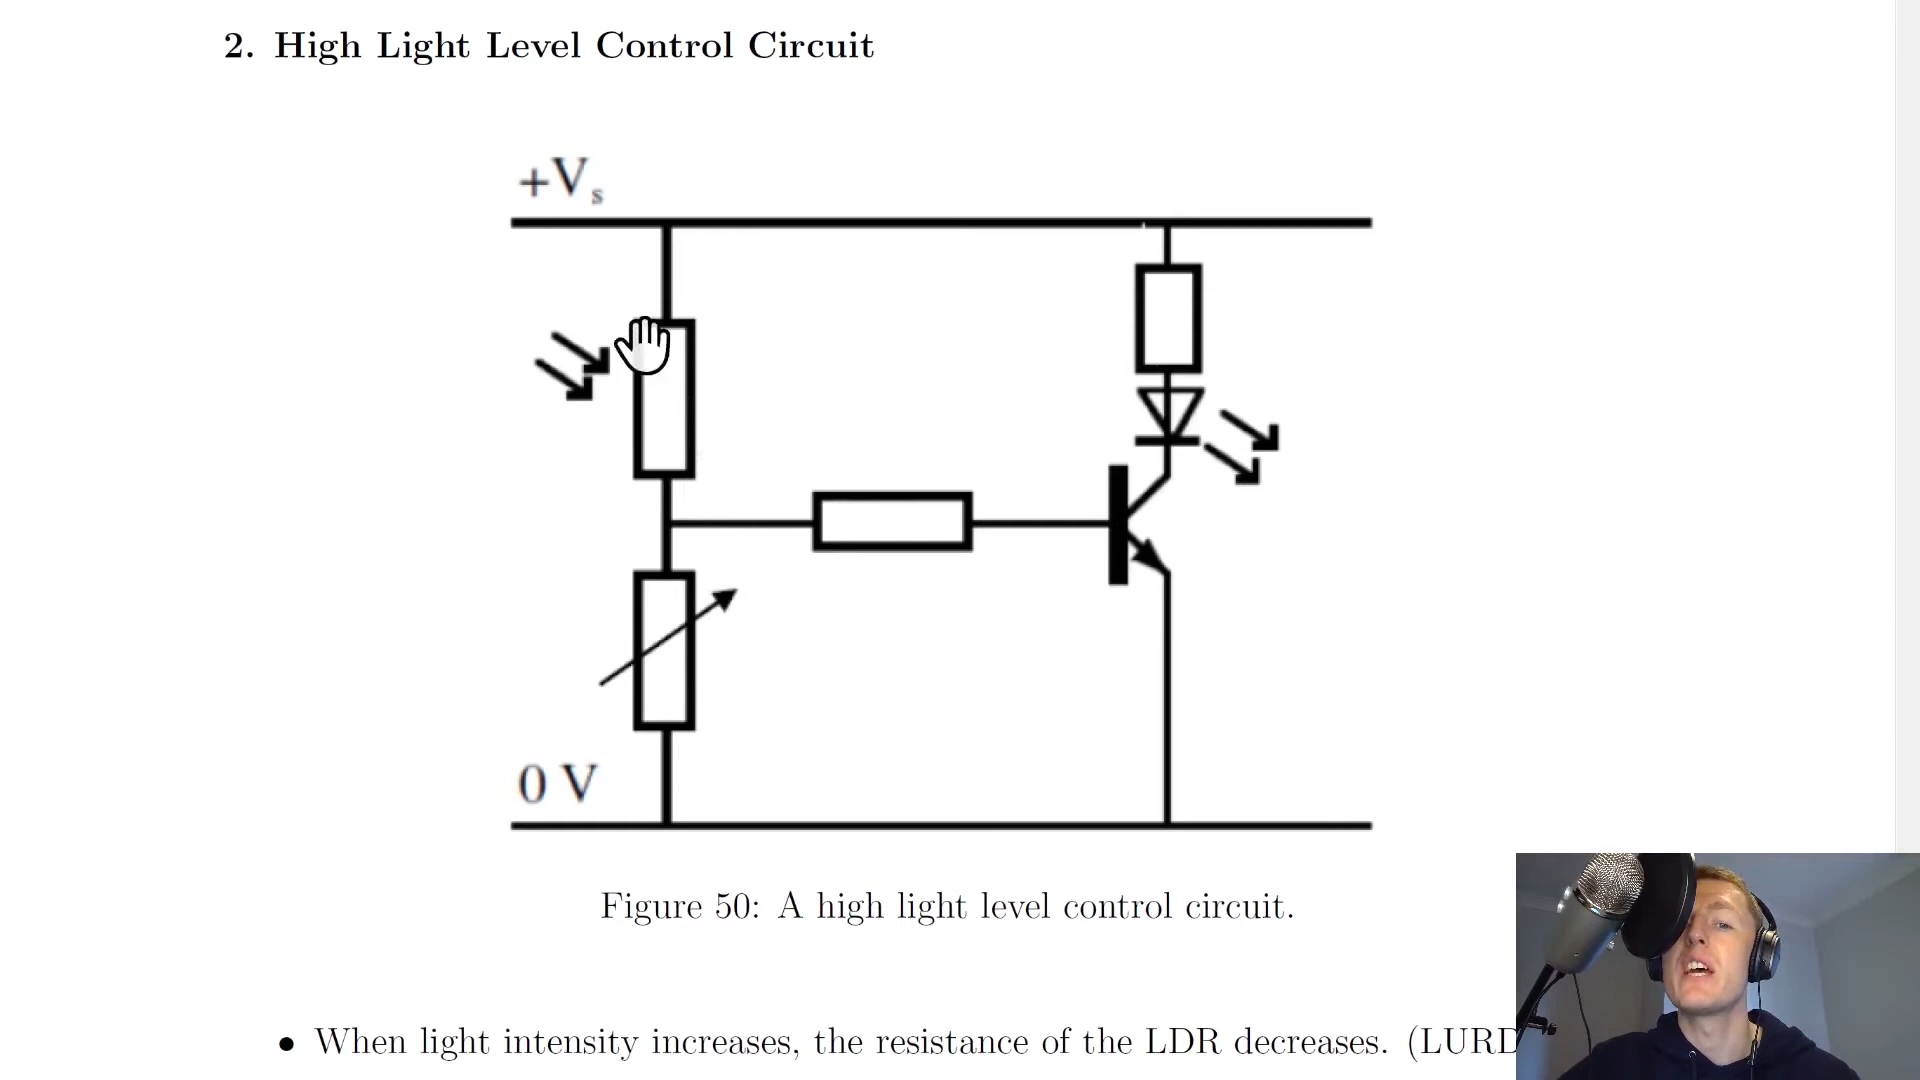 2. High Light Level Control Circuit
+Vs
0 V
Figure 50: A high light level control circuit.
• When light intensity increases, the resistance of the LDR decreases. (LURD